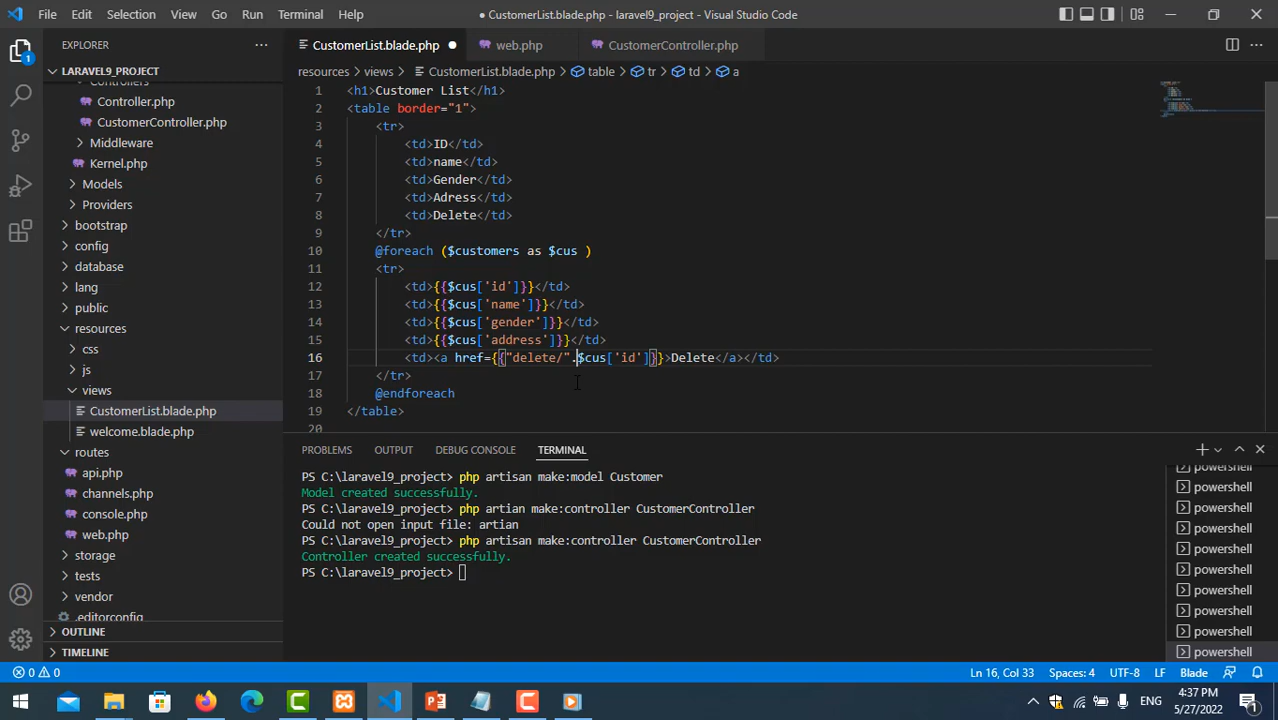 File Edit Selection View Go Run Terminal Help
● CustomerList.blade.php - laravel9_project - Visual Studio Code
EXPLORER
CustomerList.blade.php
web.php
CustomerController.php
1
LARAVEL9_PROJECT
resources > views > CustomerList.blade.php > table > tr > td > a
Controllers
Controller.php
CustomerController.php
Middleware
Kernel.php
Models
Providers
bootstrap
config
database
lang
public
resources
css
js
views
CustomerList.blade.php
welcome.blade.php
routes
api.php
channels.php
console.php
web.php
storage
tests
vendor
.editorconfig
OUTLINE
TIMELINE
1 <h1>Customer List</h1>
2 <table border="1">
3 <tr>
4 <td>ID</td>
5 <td>name</td>
6 <td>Gender</td>
7 <td>Adress</td>
8 <td>Delete</td>
9 </tr>
10 @foreach ($customers as $cus )
11 <tr>
12 <td>{{$cus['id']}}</td>
13 <td>{{$cus['name']}}</td>
14 <td>{{$cus['gender']}}</td>
15 <td>{{$cus['address']}}</td>
16 <td><a href={{"delete/".$cus['id']}}>Delete</a></td>
17 </tr>
18 @endforeach
19 </table>
20
PROBLEMS OUTPUT DEBUG CONSOLE TERMINAL
PS C:\laravel9_project> php artisan make:model Customer
Model created successfully.
PS C:\laravel9_project> php artian make:controller CustomerController
Could not open input file: artian
PS C:\laravel9_project> php artisan make:controller CustomerController
Controller created successfully.
PS C:\laravel9_project>
powershell
powershell
powershell
powershell
powershell
powershell
powershell
powershell
powershell
powershell
0 0
Ln 16, Col 33 Spaces: 4 UTF-8 LF Blade
ENG
4:37 PM
5/27/2022
1